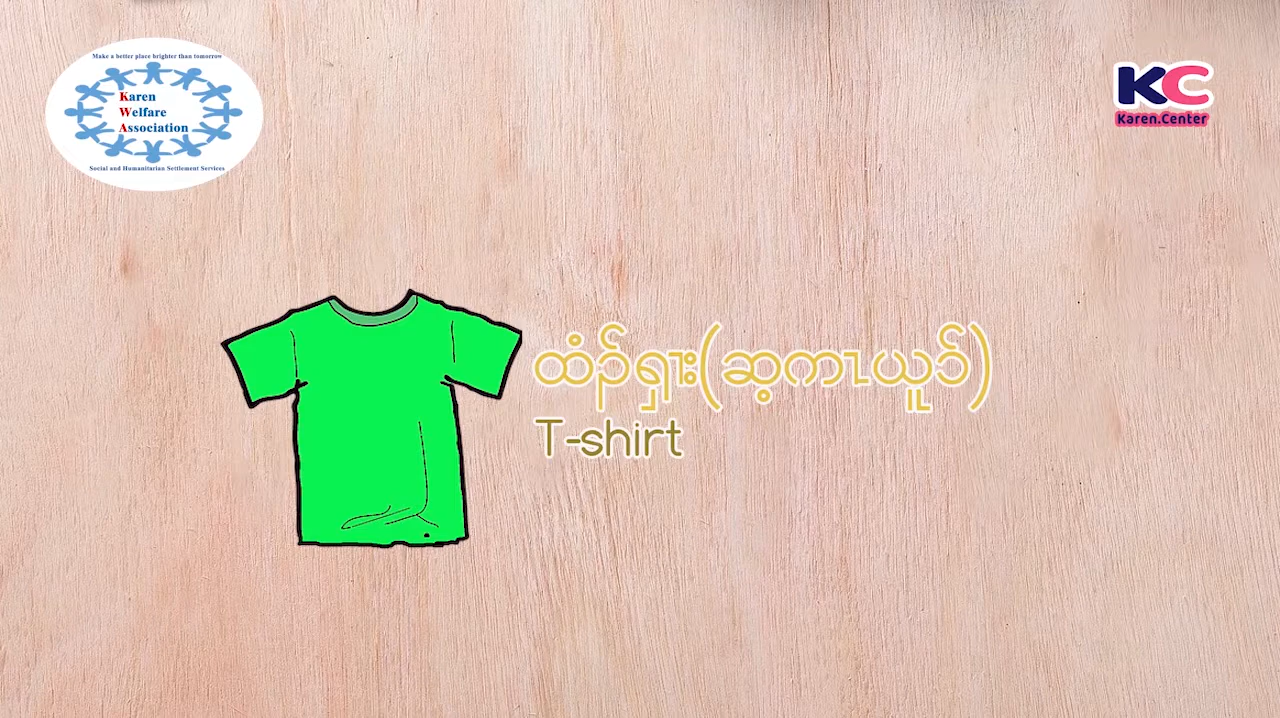 Make a better place brighter than tomorrow
Karen
Welfare
Association
Social and Humanitarian Settlement Services
KC
Karen.Center
ထံၣ်ရှၢး(ဆ့ကၤယူာ်)
T-shirt